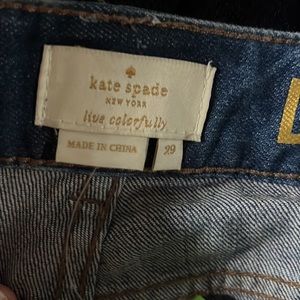 kate spade
NEW YORK
live colorfully
MADE IN CHINA
29